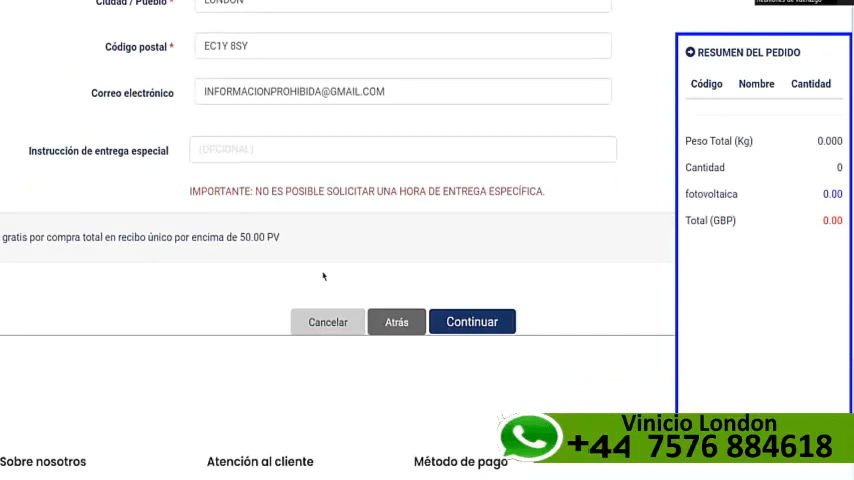 Ciudad / Pueblo *
LONDON
Código postal *
EC1Y 8SY
Correo electrónico
INFORMACIONPROHIBIDA@GMAIL.COM
Instrucción de entrega especial
(OPCIONAL)
IMPORTANTE: NO ES POSIBLE SOLICITAR UNA HORA DE ENTREGA ESPECÍFICA.
gratis por compra total en recibo único por encima de 50.00 PV
Cancelar
Atrás
Continuar
RESUMEN DEL PEDIDO
Código Nombre Cantidad
Peso Total (Kg) 0.000
Cantidad 0
fotovoltaica 0.00
Total (GBP) 0.00
Vinicio London
+44 7576 884618
Sobre nosotros
Atención al cliente
Método de pago